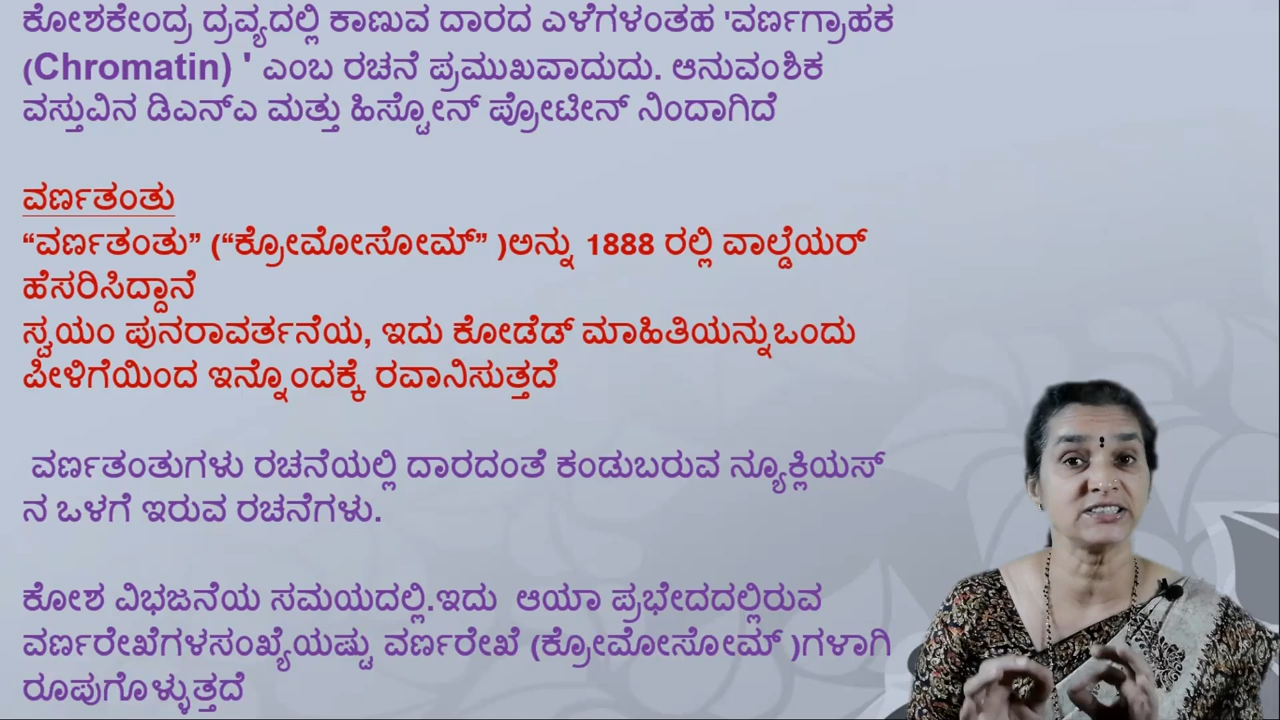 ಕೋಶಕೇಂದ್ರ ದ್ರವ್ಯದಲ್ಲಿ ಕಾಣುವ ದಾರದ ಎಳೆಗಳಂತಹ 'ವರ್ಣಗ್ರಾಹಕ
(Chromatin) ' ಎಂಬ ರಚನೆ ಪ್ರಮುಖವಾದುದು. ಆನುವಂಶಿಕ
ವಸ್ತುವಿನ ಡಿಎನ್ಎ ಮತ್ತು ಹಿಸ್ಟೋನ್ ಪ್ರೋಟೀನ್ ನಿಂದಾಗಿದೆ
ವರ್ಣತಂತು
“ವರ್ಣತಂತು” (“ಕ್ರೋಮೋಸೋಮ್” )ಅನ್ನು 1888 ರಲ್ಲಿ ವಾಲ್ಡೆಯರ್
ಹೆಸರಿಸಿದ್ದಾನೆ
ಸ್ವಯಂ ಪುನರಾವರ್ತನೆಯ, ಇದು ಕೋಡೆಡ್ ಮಾಹಿತಿಯನ್ನುಒಂದು
ಪೀಳಿಗೆಯಿಂದ ಇನ್ನೊಂದಕ್ಕೆ ರವಾನಿಸುತ್ತದೆ
ವರ್ಣತಂತುಗಳು ರಚನೆಯಲ್ಲಿ ದಾರದಂತೆ ಕಂಡುಬರುವ ನ್ಯೂಕ್ಲಿಯಸ್
ನ ಒಳಗೆ ಇರುವ ರಚನೆಗಳು.
ಕೋಶ ವಿಭಜನೆಯ ಸಮಯದಲ್ಲಿ.ಇದು ಆಯಾ ಪ್ರಭೇದದಲ್ಲಿರುವ
ವರ್ಣರೇಖೆಗಳಸಂಖ್ಯೆಯಷ್ಟು ವರ್ಣರೇಖೆ (ಕ್ರೋಮೋಸೋಮ್ )ಗಳಾಗಿ
ರೂಪುಗೊಳ್ಳುತ್ತದೆ